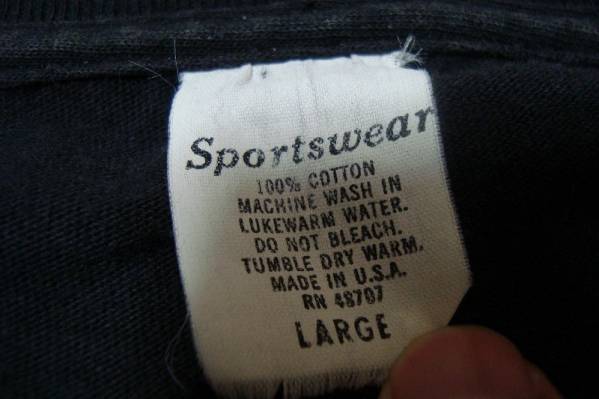 Sportswear
100% COTTON
MACHINE WASH IN
LUKEWARM WATER.
DO NOT BLEACH.
TUMBLE DRY WARM.
MADE IN U.S.A.
RN 48707
LARGE